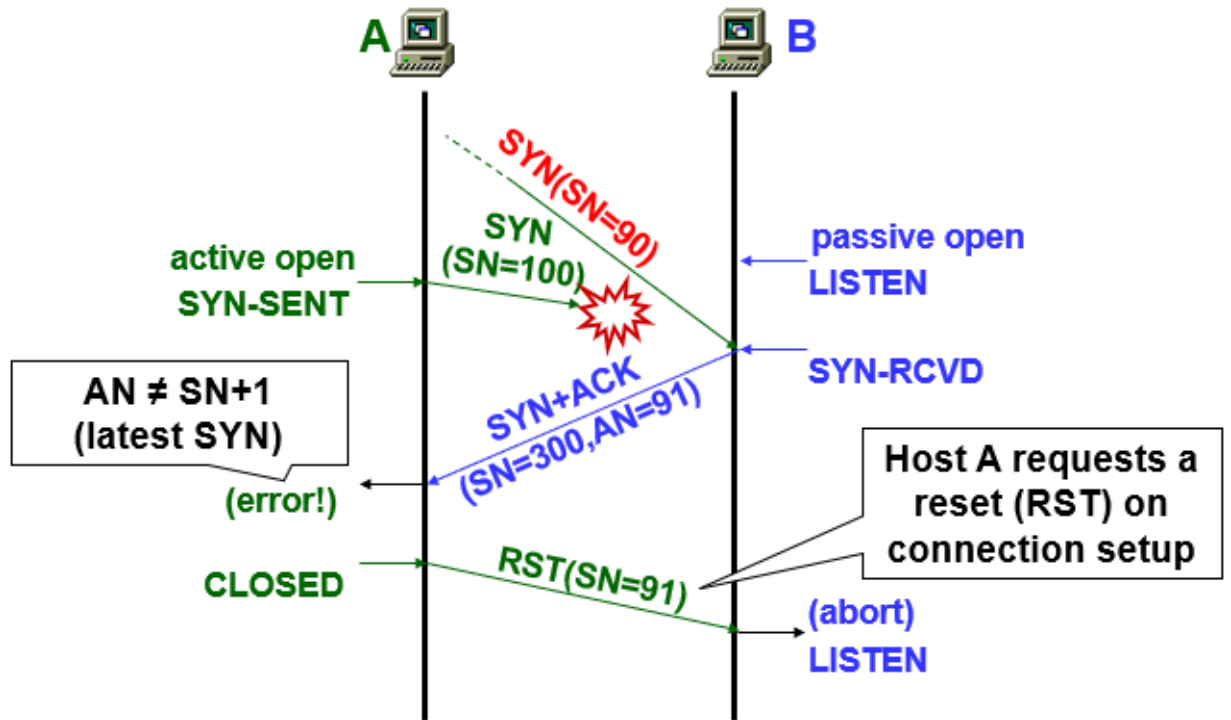 A
B
SYN(SN=90)
SYN
(SN=100)
active open
SYN-SENT
passive open
LISTEN
SYN-RCVD
AN ≠ SN+1
(latest SYN)
SYN+ACK
(SN=300,AN=91)
(error!)
Host A requests a
reset (RST) on
connection setup
CLOSED
RST(SN=91)
(abort)
LISTEN